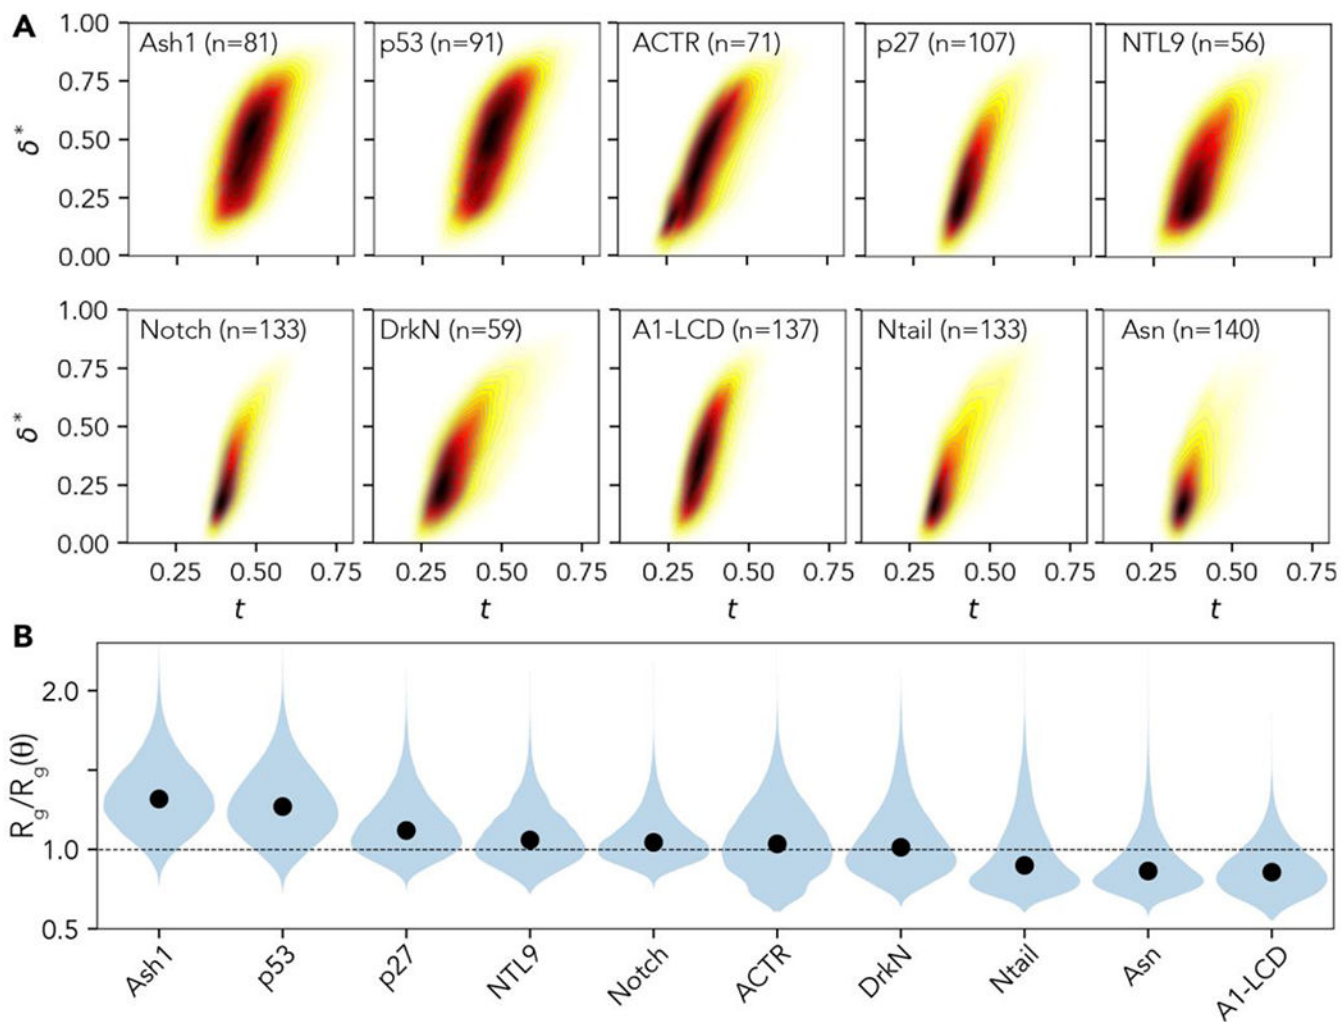 A
1.00 0.75 0.50 0.25 0.00
δ*
Ash1 (n=81) p53 (n=91) ACTR (n=71) p27 (n=107) NTL9 (n=56)
1.00 0.75 0.50 0.25 0.00
δ*
Notch (n=133) DrkN (n=59) A1-LCD (n=137) Ntail (n=133) Asn (n=140)
0.25 0.50 0.75 0.25 0.50 0.75 0.25 0.50 0.75 0.25 0.50 0.75 0.25 0.50 0.75
t t t t t
B
2.0
1.0
0.5
Rg/Rg(θ)
Ash1 p53 p27 NTL9 Notch ACTR DrkN Ntail Asn A1-LCD